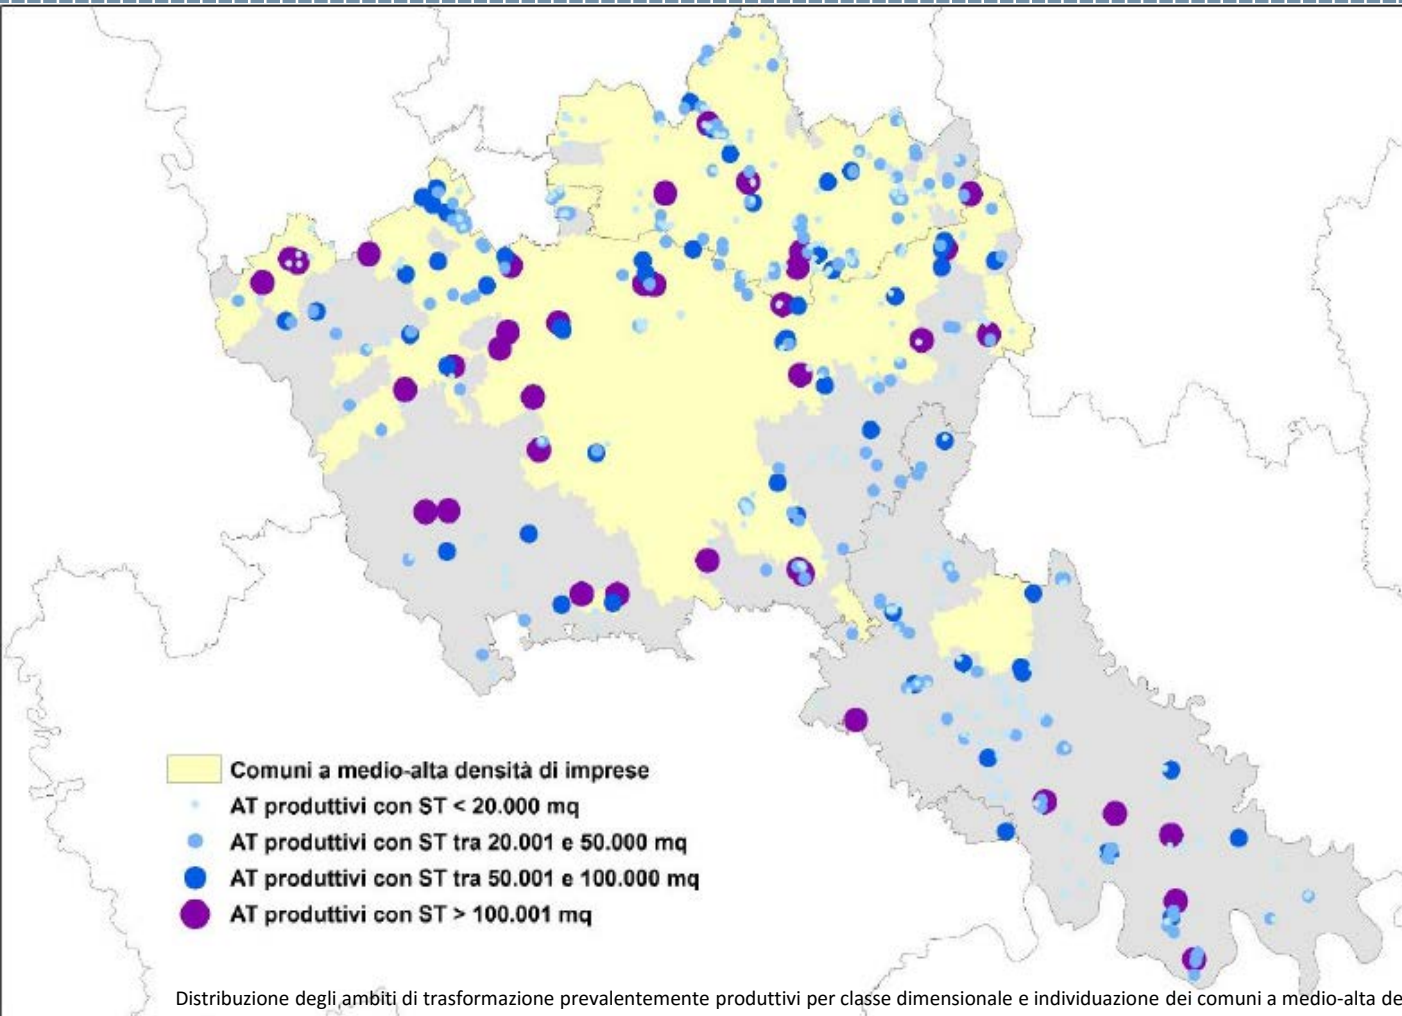 Comuni a medio-alta densità di imprese
AT produttivi con ST < 20.000 mq
AT produttivi con ST tra 20.001 e 50.000 mq
AT produttivi con ST tra 50.001 e 100.000 mq
AT produttivi con ST > 100.001 mq
Distribuzione degli ambiti di trasformazione prevalentemente produttivi per classe dimensionale e individuazione dei comuni a medio-alta de